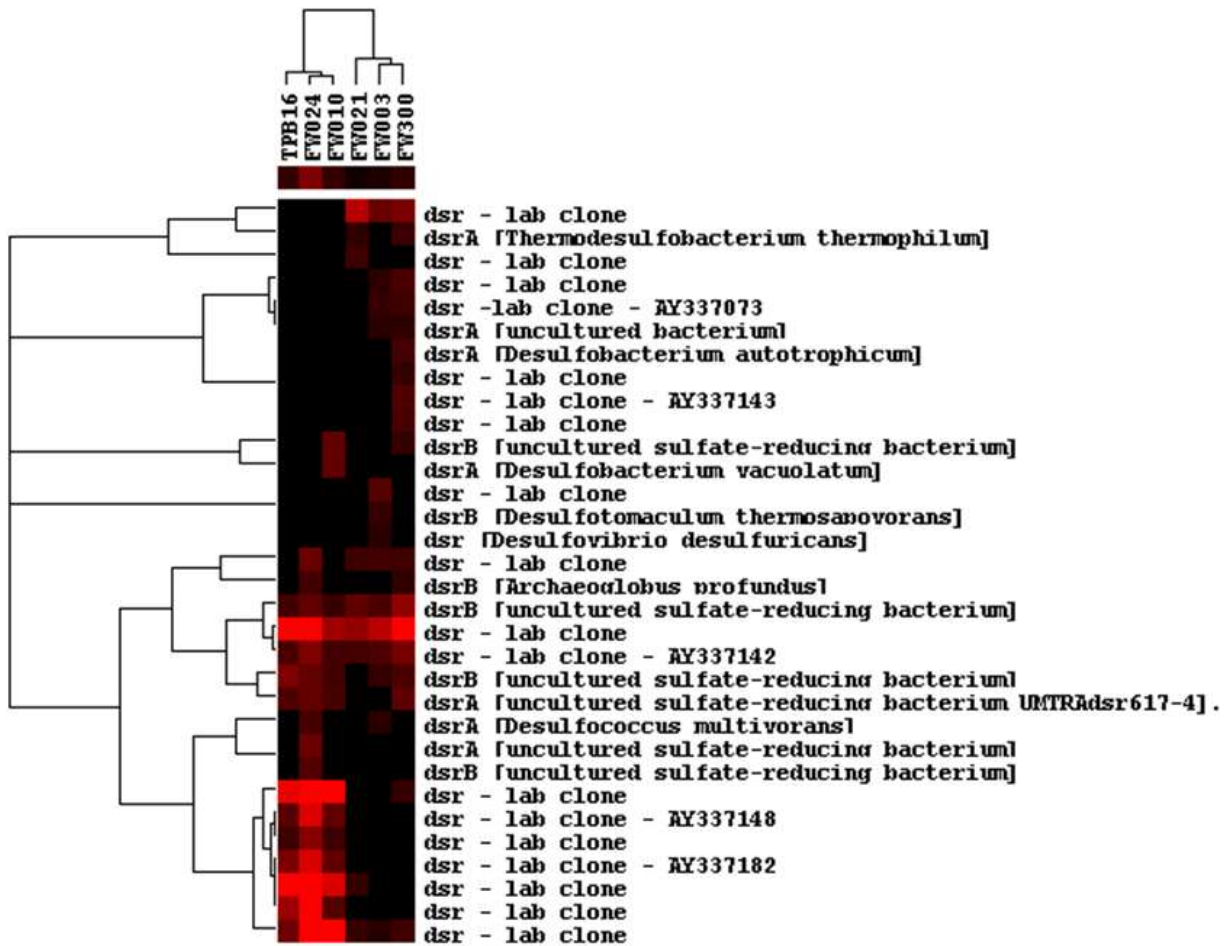 TPB16
FW024
FW010
FW021
FW003
FW300
dsr - lab clone
dsrA [Thermodesulfobacterium thermophilum]
dsr - lab clone
dsr - lab clone
dsr -lab clone - AY337073
dsrA [uncultured bacterium]
dsrA [Desulfobacterium autotrophicum]
dsr - lab clone
dsr - lab clone - AY337143
dsr - lab clone
dsrB [uncultured sulfate-reducing bacterium]
dsrA [Desulfobacterium vacuolatum]
dsr - lab clone
dsrB [Desulfotomaculum thermosapovorans]
dsr [Desulfovibrio desulfuricans]
dsr - lab clone
dsrB [Archaeoglobus profundus]
dsrB [uncultured sulfate-reducing bacterium]
dsr - lab clone
dsr - lab clone - AY337142
dsrB [uncultured sulfate-reducing bacterium]
dsrA [uncultured sulfate-reducing bacterium UMTRAdsr617-4].
dsrA [Desulfococcus multivorans]
dsrA [uncultured sulfate-reducing bacterium]
dsrB [uncultured sulfate-reducing bacterium]
dsr - lab clone
dsr - lab clone - AY337148
dsr - lab clone
dsr - lab clone - AY337182
dsr - lab clone
dsr - lab clone
dsr - lab clone